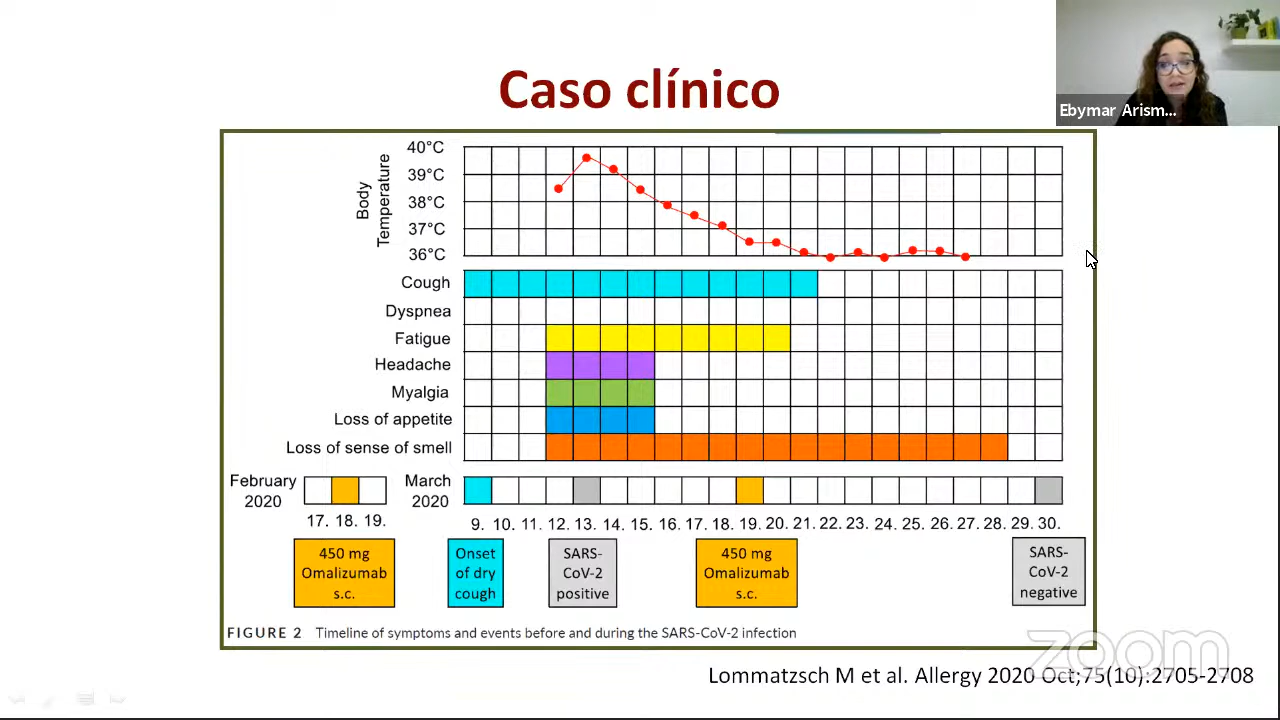 Caso clínico
Ebymar Arism...
Body
Temperature
40°C
39°C
38°C
37°C
36°C
Cough
Dyspnea
Fatigue
Headache
Myalgia
Loss of appetite
Loss of sense of smell
February
2020
17. 18. 19.
March
2020
9. 10. 11. 12. 13. 14. 15. 16. 17. 18. 19. 20. 21. 22. 23. 24. 25. 26. 27. 28. 29. 30.
450 mg
Omalizumab
s.c.
Onset
of dry
cough
SARS-
CoV-2
positive
450 mg
Omalizumab
s.c.
SARS-
CoV-2
negative
FIGURE 2 Timeline of symptoms and events before and during the SARS-CoV-2 infection
zoom
Lommatzsch M et al. Allergy 2020 Oct;75(10):2705-2708